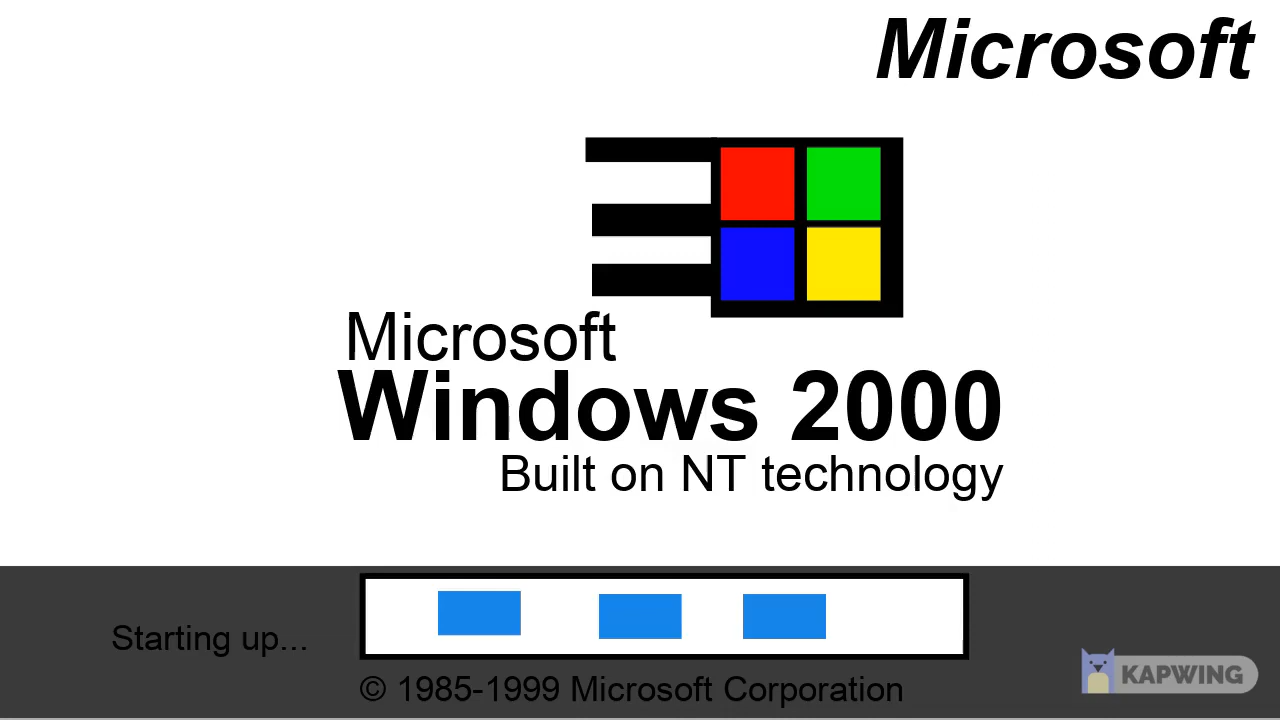 Microsoft
Microsoft
Windows 2000
Built on NT technology
Starting up...
© 1985-1999 Microsoft Corporation
KAPWING